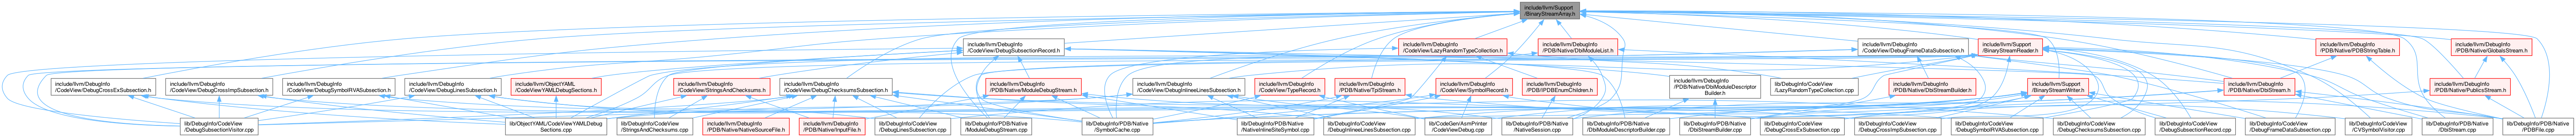 include/llvm/Support
/BinaryStreamArray.h
include/llvm/DebugInfo
/CodeView/DebugSubsectionRecord.h
include/llvm/DebugInfo
/CodeView/LazyRandomTypeCollection.h
include/llvm/DebugInfo
/PDB/Native/DbiModuleList.h
include/llvm/DebugInfo
/CodeView/DebugFrameDataSubsection.h
include/llvm/Support
/BinaryStreamReader.h
include/llvm/DebugInfo
/PDB/Native/PDBStringTable.h
include/llvm/DebugInfo
/PDB/Native/GlobalsStream.h
include/llvm/DebugInfo
/CodeView/DebugCrossExSubsection.h
include/llvm/DebugInfo
/CodeView/DebugCrossImpSubsection.h
include/llvm/DebugInfo
/CodeView/DebugSymbolRVASubsection.h
include/llvm/DebugInfo
/CodeView/DebugLinesSubsection.h
include/llvm/ObjectYAML
/CodeViewYAMLDebugSections.h
include/llvm/DebugInfo
/CodeView/StringsAndChecksums.h
include/llvm/DebugInfo
/CodeView/DebugChecksumsSubsection.h
include/llvm/DebugInfo
/PDB/Native/ModuleDebugStream.h
include/llvm/DebugInfo
/CodeView/DebugInlineeLinesSubsection.h
include/llvm/DebugInfo
/CodeView/TypeRecord.h
include/llvm/DebugInfo
/PDB/Native/TpiStream.h
include/llvm/DebugInfo
/CodeView/SymbolRecord.h
include/llvm/DebugInfo
/PDB/IPDBEnumChildren.h
include/llvm/DebugInfo
/PDB/Native/DbiModuleDescriptor
Builder.h
lib/DebugInfo/CodeView
/LazyRandomTypeCollection.cpp
include/llvm/DebugInfo
/PDB/Native/DbiStreamBuilder.h
include/llvm/Support
/BinaryStreamWriter.h
include/llvm/DebugInfo
/PDB/Native/DbiStream.h
include/llvm/DebugInfo
/PDB/Native/PublicsStream.h
lib/DebugInfo/CodeView
/DebugSubsectionVisitor.cpp
lib/ObjectYAML/CodeViewYAMLDebug
Sections.cpp
lib/DebugInfo/CodeView
/StringsAndChecksums.cpp
include/llvm/DebugInfo
/PDB/Native/NativeSourceFile.h
include/llvm/DebugInfo
/PDB/Native/InputFile.h
lib/DebugInfo/CodeView
/DebugLinesSubsection.cpp
lib/DebugInfo/PDB/Native
/ModuleDebugStream.cpp
lib/DebugInfo/PDB/Native
/SymbolCache.cpp
lib/DebugInfo/PDB/Native
/NativeInlineSiteSymbol.cpp
lib/DebugInfo/CodeView
/DebugInlineeLinesSubsection.cpp
lib/CodeGen/AsmPrinter
/CodeViewDebug.cpp
lib/DebugInfo/PDB/Native
/NativeSession.cpp
lib/DebugInfo/PDB/Native
/DbiModuleDescriptorBuilder.cpp
lib/DebugInfo/PDB/Native
/DbiStreamBuilder.cpp
lib/DebugInfo/CodeView
/DebugCrossExSubsection.cpp
lib/DebugInfo/CodeView
/DebugCrossImpSubsection.cpp
lib/DebugInfo/CodeView
/DebugSymbolRVASubsection.cpp
lib/DebugInfo/CodeView
/DebugChecksumsSubsection.cpp
lib/DebugInfo/CodeView
/DebugSubsectionRecord.cpp
lib/DebugInfo/CodeView
/DebugFrameDataSubsection.cpp
lib/DebugInfo/CodeView
/CVSymbolVisitor.cpp
lib/DebugInfo/PDB/Native
/DbiStream.cpp
lib/DebugInfo/PDB/Native
/PDBFile.cpp